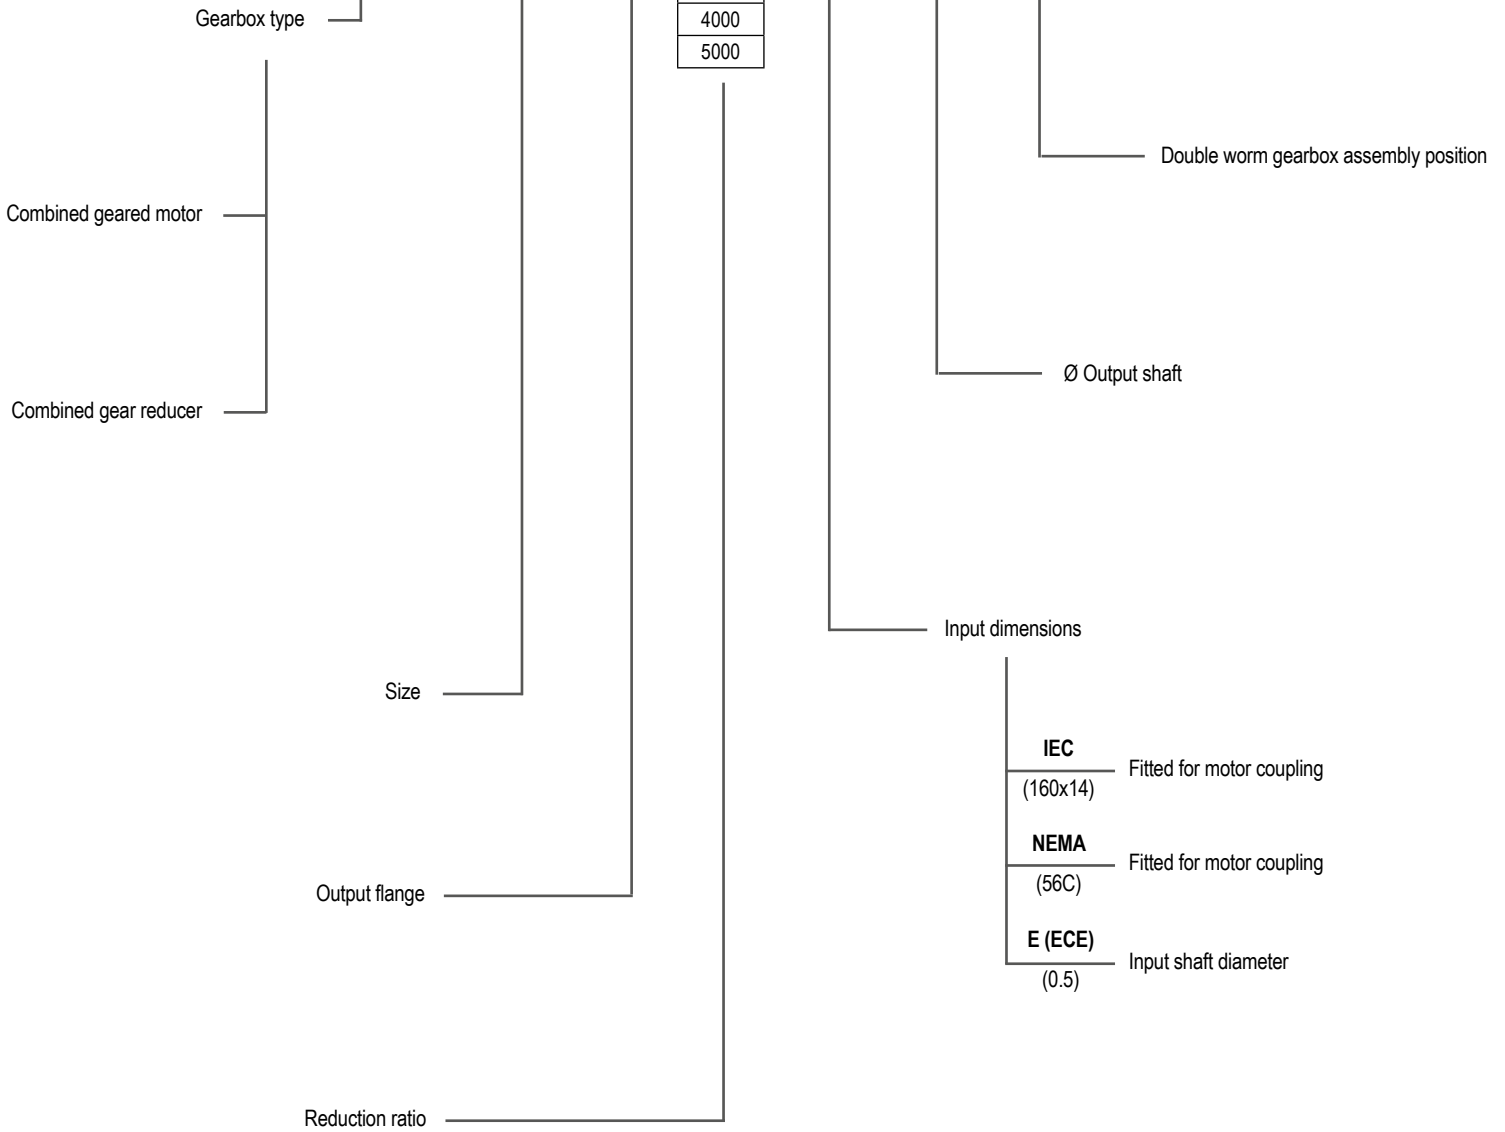 Gearbox type
4000
5000
Double worm gearbox assembly position
Combined geared motor
Ø Output shaft
Combined gear reducer
Input dimensions
Size
IEC
Fitted for motor coupling
(160x14)
NEMA
Fitted for motor coupling
(56C)
Output flange
E (ECE)
Input shaft diameter
(0.5)
Reduction ratio